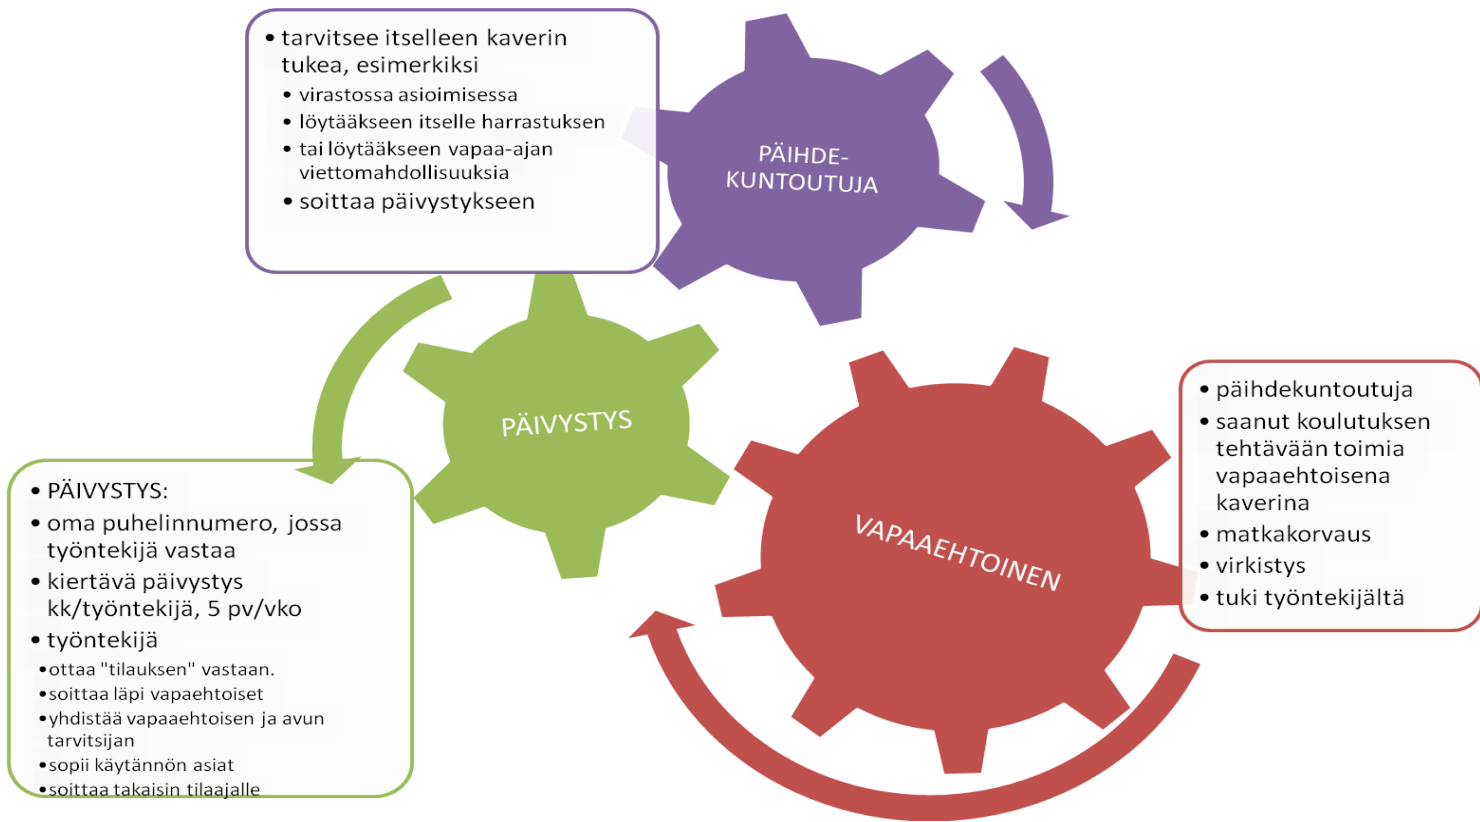 • tarvitsee itselleen kaverin
tukea, esimerkiksi
• virastossa asioimisessa
• löytääkseen itselle harrastuksen
• tai löytääkseen vapaa-ajan
viettomahdollisuuksia
• soittaa päivystykseen
PÄIHDE-
KUNTOUTUJA
PÄIVYSTYS
• PÄIVYSTYS:
• oma puhelinnumero, jossa
työntekijä vastaa
• kiertävä päivystys
kk/työntekijä, 5 pv/vko
• työntekijä
• ottaa "tilauksen" vastaan.
• soittaa läpi vapaehtoiset
• yhdistää vapaaehtoisen ja avun
tarvitsijan
• sopii käytännön asiat
• soittaa takaisin tilaajalle
VAPAAEHTOINEN
• päihdekuntoutuja
• saanut koulutuksen
tehtävään toimia
vapaaehtoisena
kaverina
• matkakorvaus
• virkistys
• tuki työntekijältä